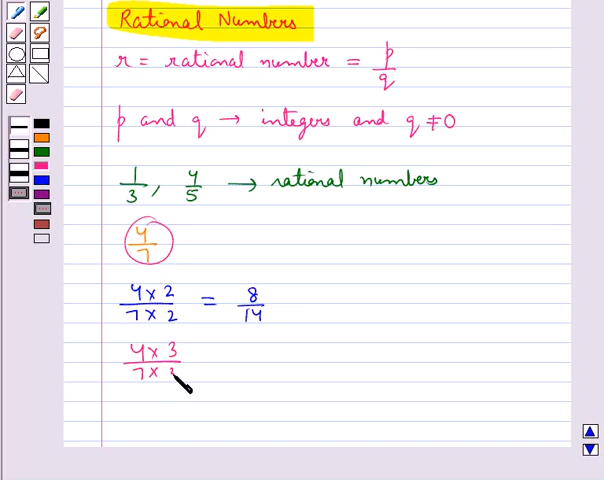 Rational Numbers
r = rational number = p/q
p and q → integers and q ≠ 0
1/3, 4/5 → rational numbers
4/7
4 × 2 / 7 × 2 = 8/14
4 × 3 / 7 ×